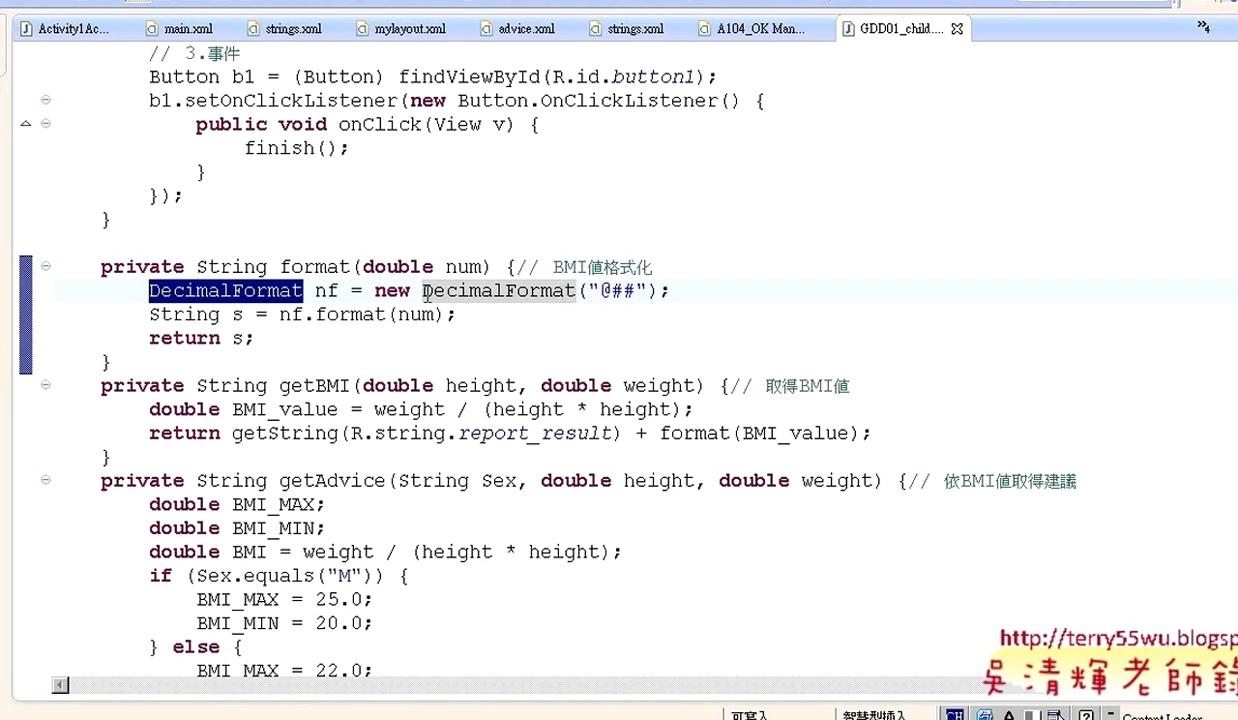 Activity1Ac...
main.xml
strings.xml
mylayout.xml
advice.xml
strings.xml
A104_OK Man...
GDD01_child....
// 3.事件
Button b1 = (Button) findViewById(R.id.button1);
b1.setOnClickListener(new Button.OnClickListener() {
public void onClick(View v) {
finish();
}
});
}
private String format(double num) {// BMI值格式化
DecimalFormat nf = new DecimalFormat("@##");
String s = nf.format(num);
return s;
}
private String getBMI(double height, double weight) {// 取得BMI值
double BMI_value = weight / (height * height);
return getString(R.string.report_result) + format(BMI_value);
}
private String getAdvice(String Sex, double height, double weight) {// 依BMI值取得建議
double BMI_MAX;
double BMI_MIN;
double BMI = weight / (height * height);
if (Sex.equals("M")) {
BMI_MAX = 25.0;
BMI_MIN = 20.0;
} else {
BMI_MAX = 22.0;
http://terry55wu.blogsp
吳清輝老師錄
可寫入
智慧型插入
CH
Content Loader